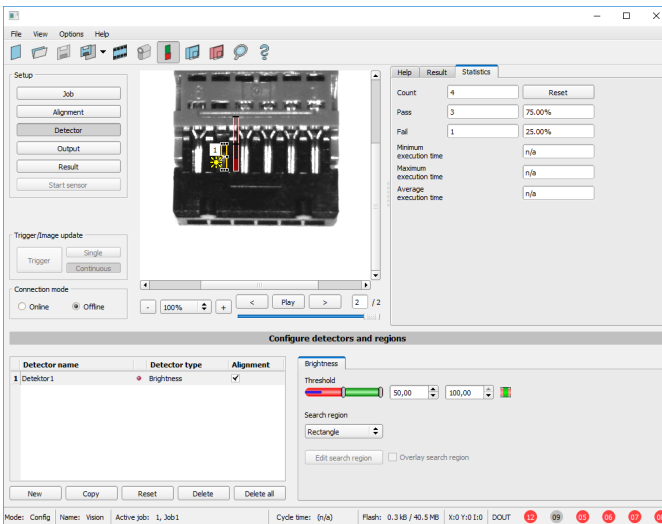 File View Options Help
Setup
Job
Alignment
Detector
Output
Result
Start sensor
Trigger/Image update
Trigger
Single
Continuous
Connection mode
Online Offline
1
- 100% + < Play > 2 /2
Help Result Statistics
Count 4 Reset
Pass 3 75.00%
Fail 1 25.00%
Minimum
execution time n/a
Maximum
execution time n/a
Average
execution time n/a
Configure detectors and regions
Detector name Detector type Alignment
1 Detektor1 Brightness
New Copy Reset Delete Delete all
Brightness
Threshold
50,00 100,00
Search region
Rectangle
Edit search region Overlay search region
Mode: Config Name: Vision Active job: 1, Job1 Cycle time: (n/a) Flash: 0.3 kB / 40.5 MB X:0 Y:0 I:0 DOUT 12 09 05 06 07